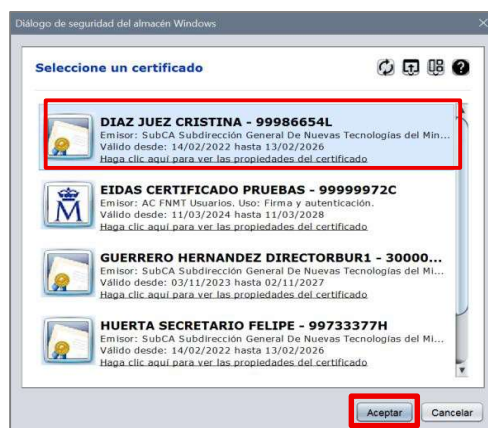 Diálogo de seguridad del almacén Windows
Seleccione un certificado
DIAZ JUEZ CRISTINA - 99986654L
Emisor: SubCA Subdirección General De Nuevas Tecnologías del Min...
Válido desde: 14/02/2022 hasta 13/02/2026
Haga clic aquí para ver las propiedades del certificado
EIDAS CERTIFICADO PRUEBAS - 99999972C
Emisor: AC FNMT Usuarios. Uso: Firma y autenticación.
Válido desde: 11/03/2024 hasta 11/03/2028
Haga clic aquí para ver las propiedades del certificado
GUERRERO HERNANDEZ DIRECTORBUR1 - 30000...
Emisor: SubCA Subdirección General De Nuevas Tecnologías del Mi...
Válido desde: 03/11/2023 hasta 02/11/2027
Haga clic aquí para ver las propiedades del certificado
HUERTA SECRETARIO FELIPE - 99733377H
Emisor: SubCA Subdirección General De Nuevas Tecnologías del Mi...
Válido desde: 14/02/2022 hasta 13/02/2026
Haga clic aquí para ver las propiedades del certificado
Aceptar
Cancelar